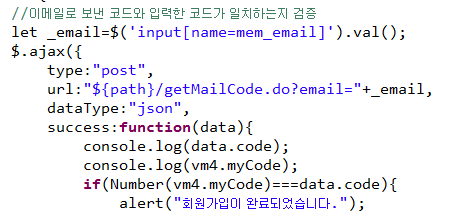 //이메일로 보낸 코드와 입력한 코드가 일치하는지 검증
let _email=$('input[name=mem_email]').val();
$.ajax({
type:"post",
url:"${path}/getMailCode.do?email="+_email,
dataType:"json",
success:function(data){
console.log(data.code);
console.log(vm4.myCode);
if(Number(vm4.myCode)===data.code){
alert("회원가입이 완료되었습니다.");